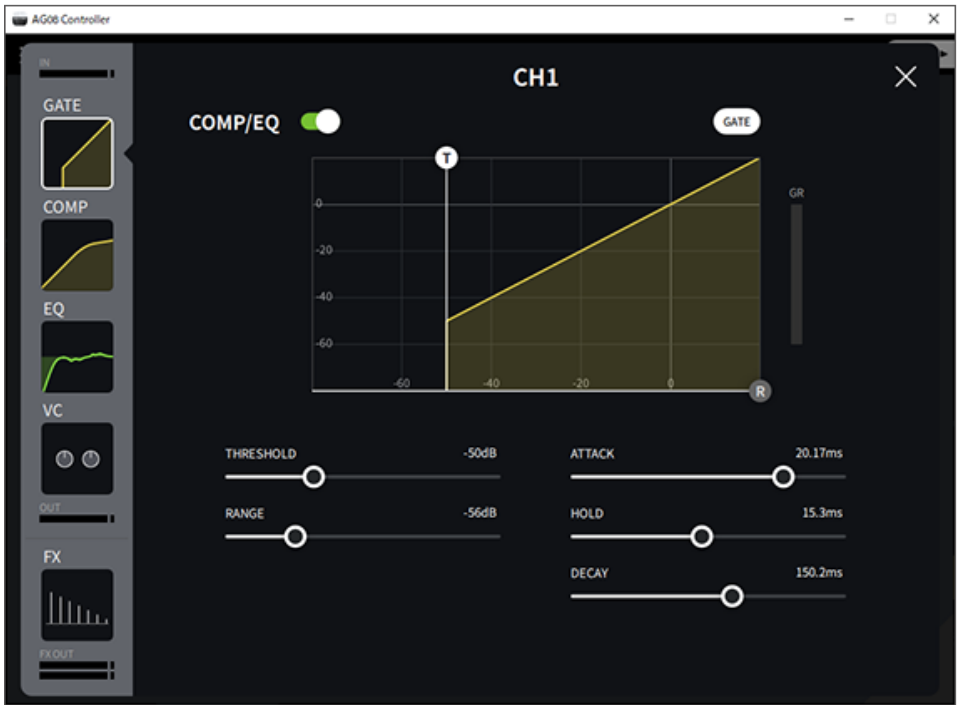 AG08 Controller
IN
GATE
COMP
EQ
VC
OUT
FX
FX OUT
CH1
COMP/EQ
GATE
T
GR
0
-20
-40
-60
-60
-40
-20
0
R
THRESHOLD -50dB
RANGE -56dB
ATTACK 20.17ms
HOLD 15.3ms
DECAY 150.2ms